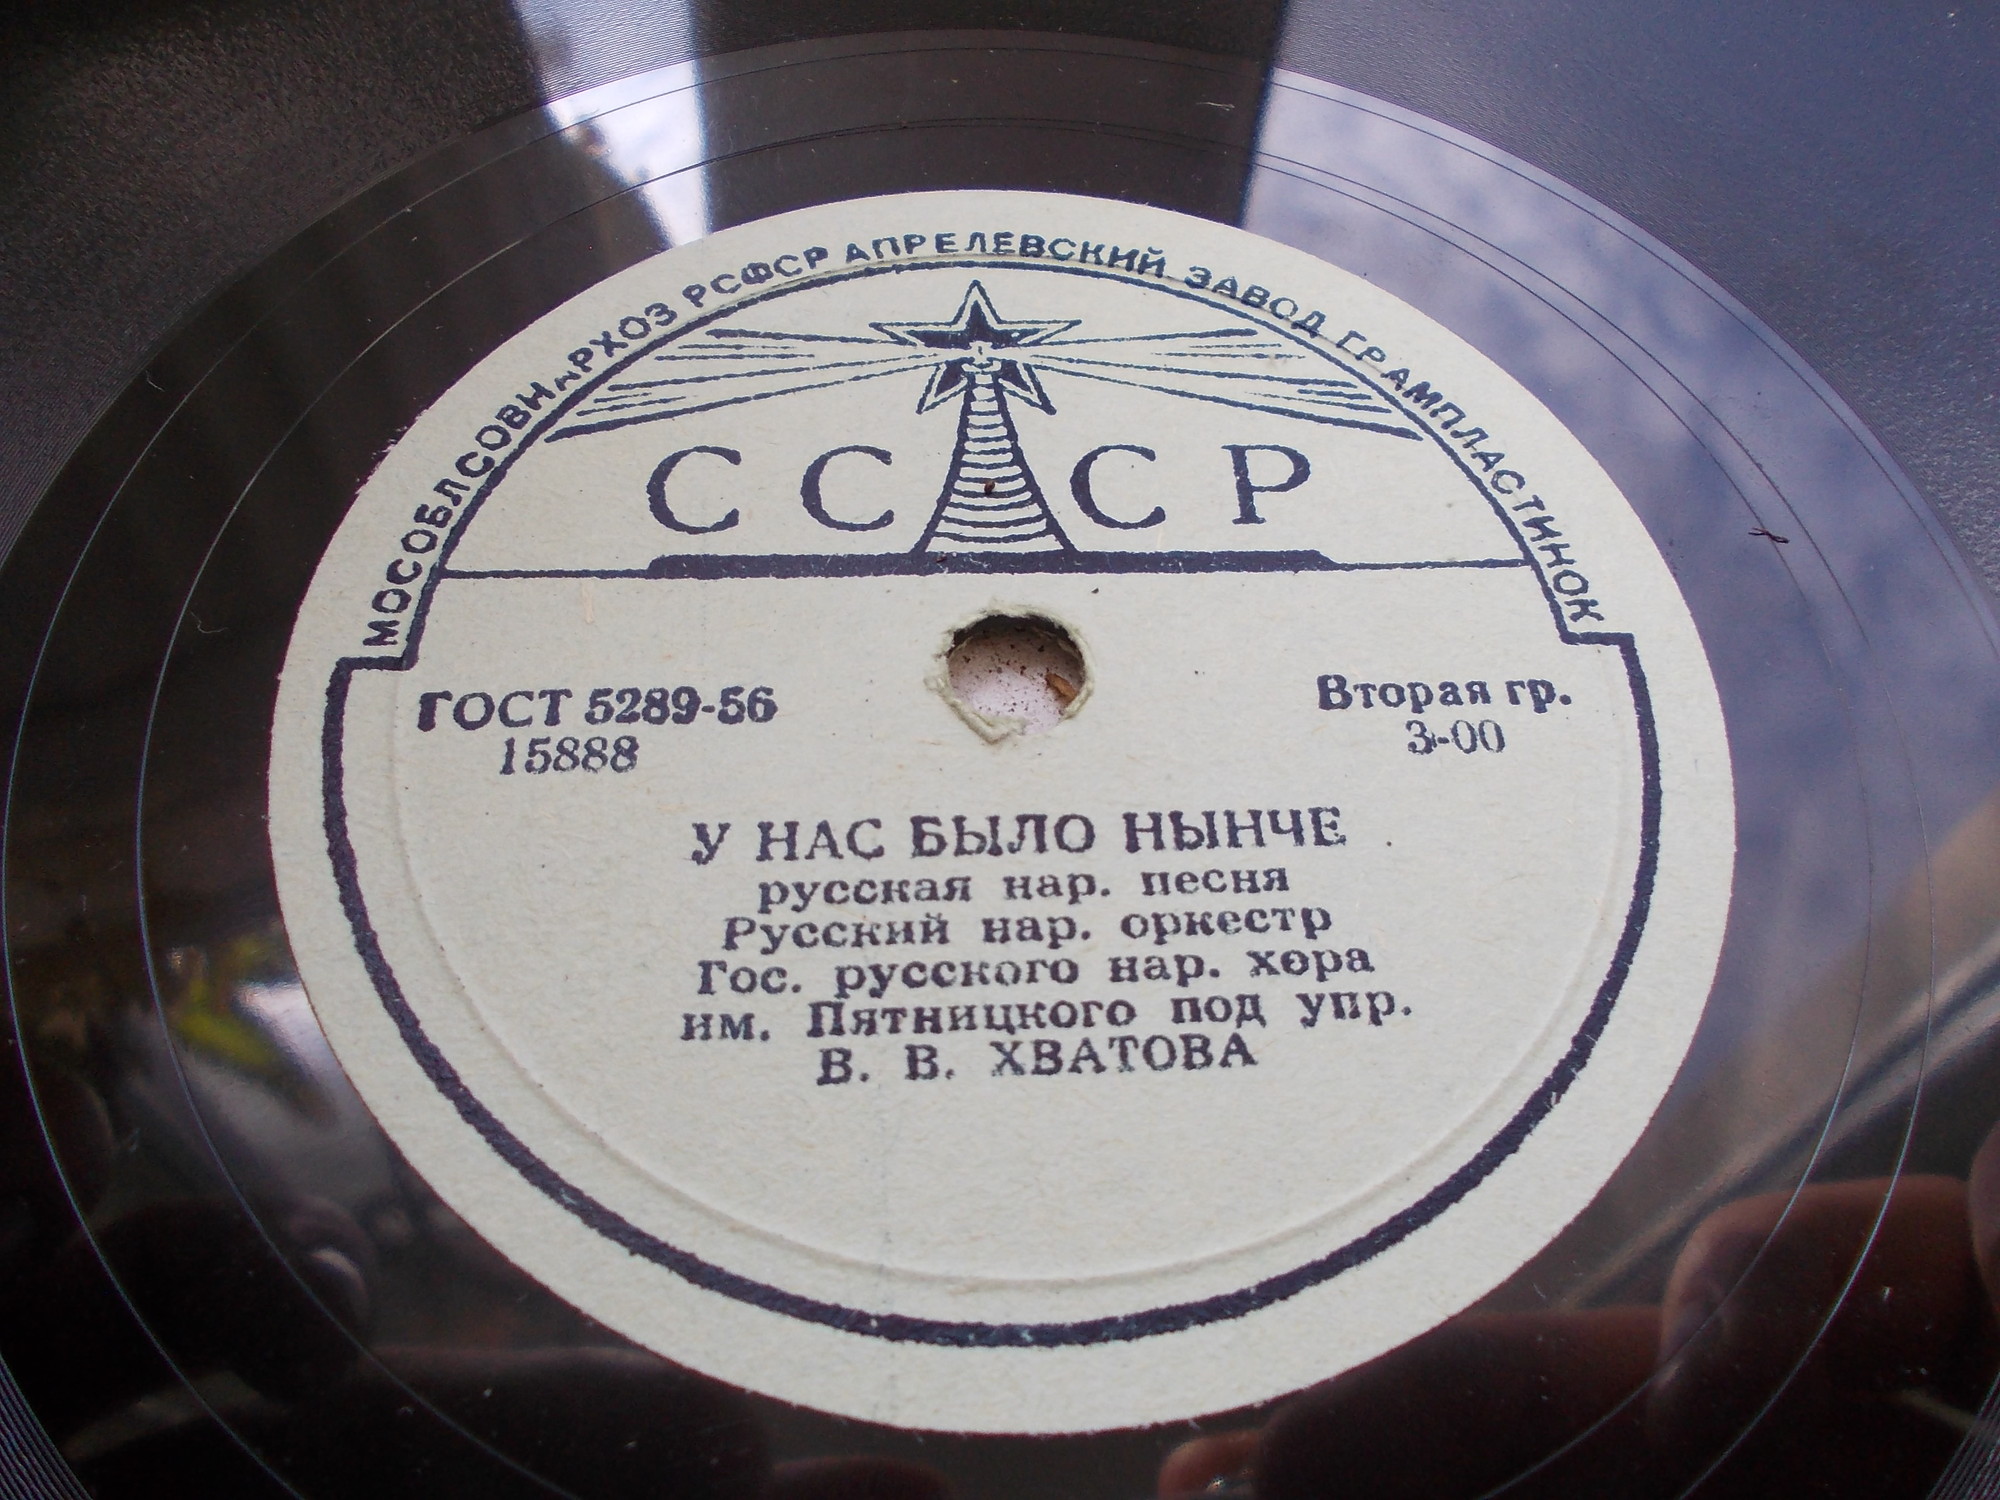 МОСОБЛСОВНАРХОЗ РСФСР АПРЕЛЕВСКИЙ ЗАВОД ГРАМПЛАСТИНОК
СССР
ГОСТ 5289-56
15888
Вторая гр.
3-00
У НАС БЫЛО НЫНЧЕ
русская нар. песня
Русский нар. оркестр
Гос. русского нар. хора
им. Пятницкого под упр.
В. В. ХВАТОВА